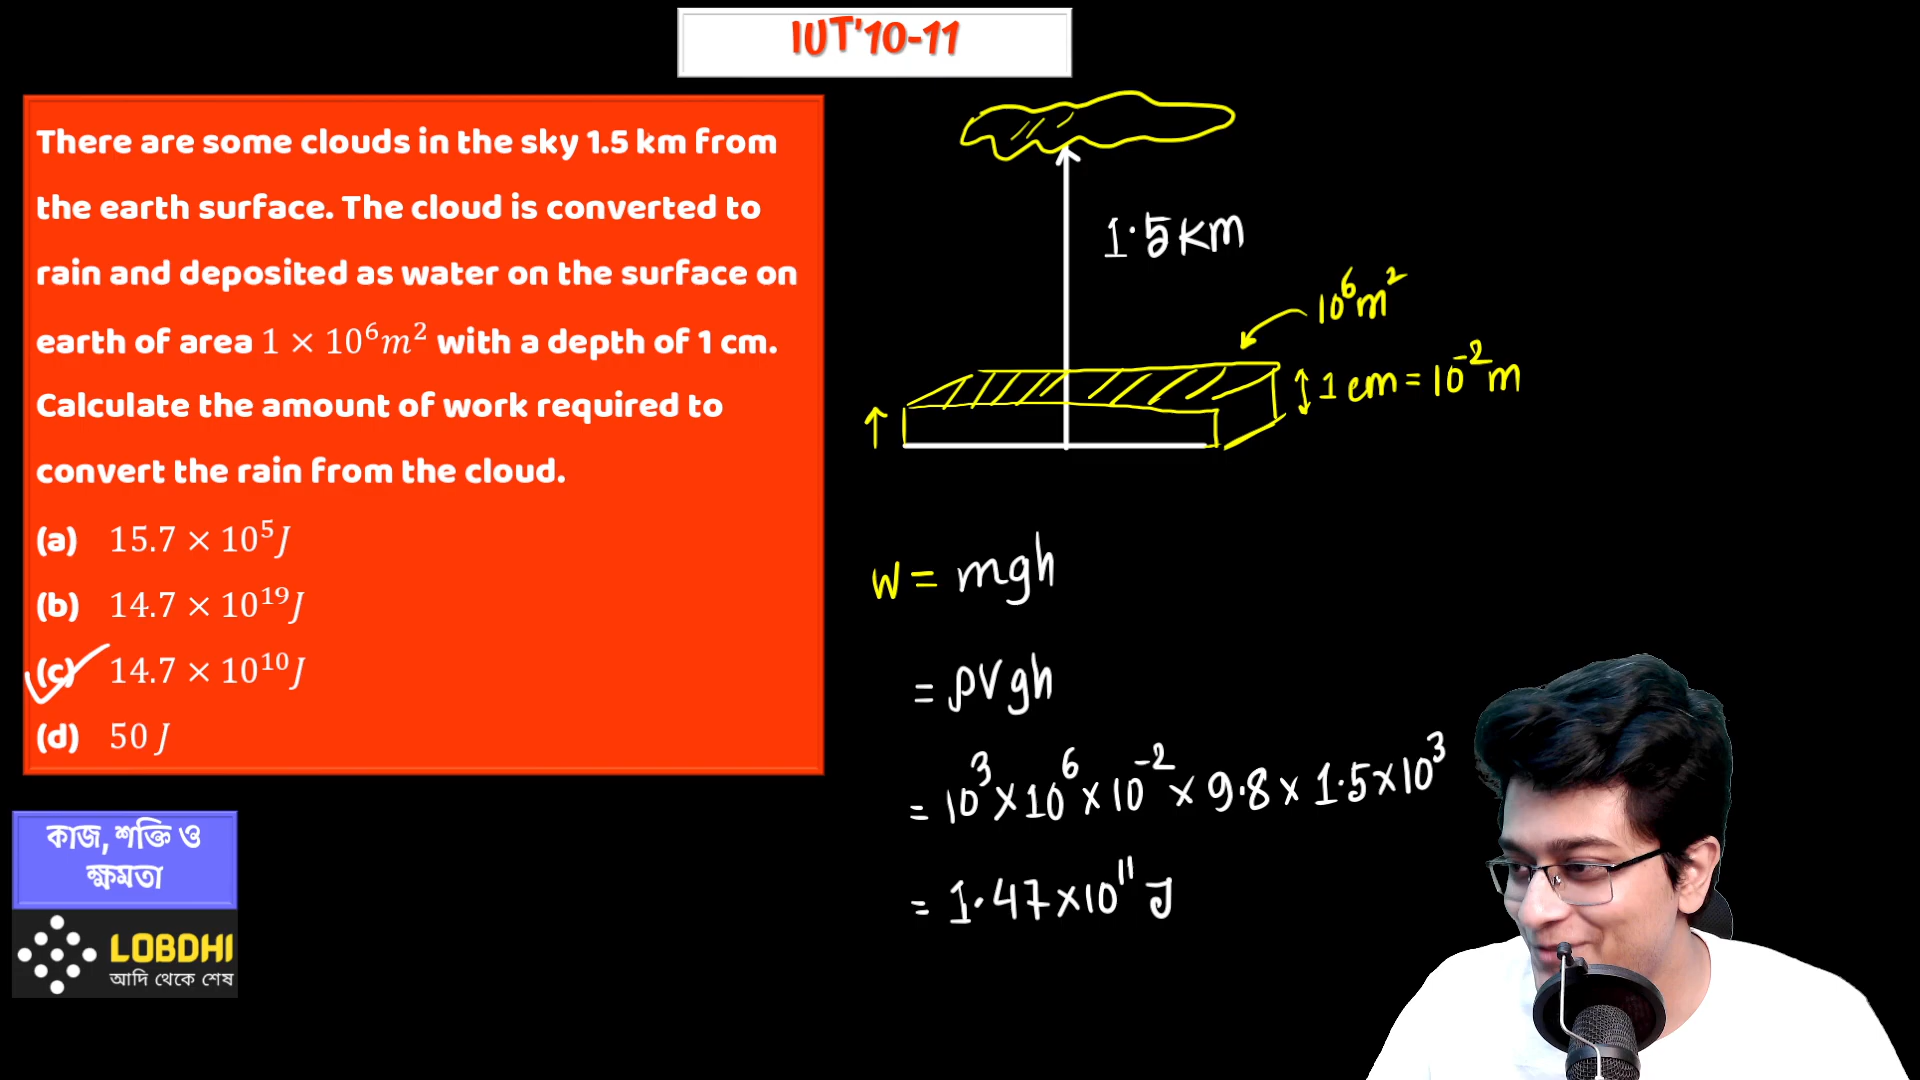 IUT'10-11
There are some clouds in the sky 1.5 km from
the earth surface. The cloud is converted to
rain and deposited as water on the surface on
earth of area 1 × 10⁶m² with a depth of 1 cm.
Calculate the amount of work required to
convert the rain from the cloud.
(a) 15.7 × 10⁵J
(b) 14.7 × 10¹⁹J
(c) 14.7 × 10¹⁰J
(d) 50 J
1.5 km
10⁶m²
1 cm = 10⁻²m
W = mgh
= ρVgh
= 10³ × 10⁶ × 10⁻² × 9.8 × 1.5 × 10³
= 1.47 × 10¹¹ J
কাজ, শক্তি ও
ক্ষমতা
LOBDHI
আদি থেকে শেষ